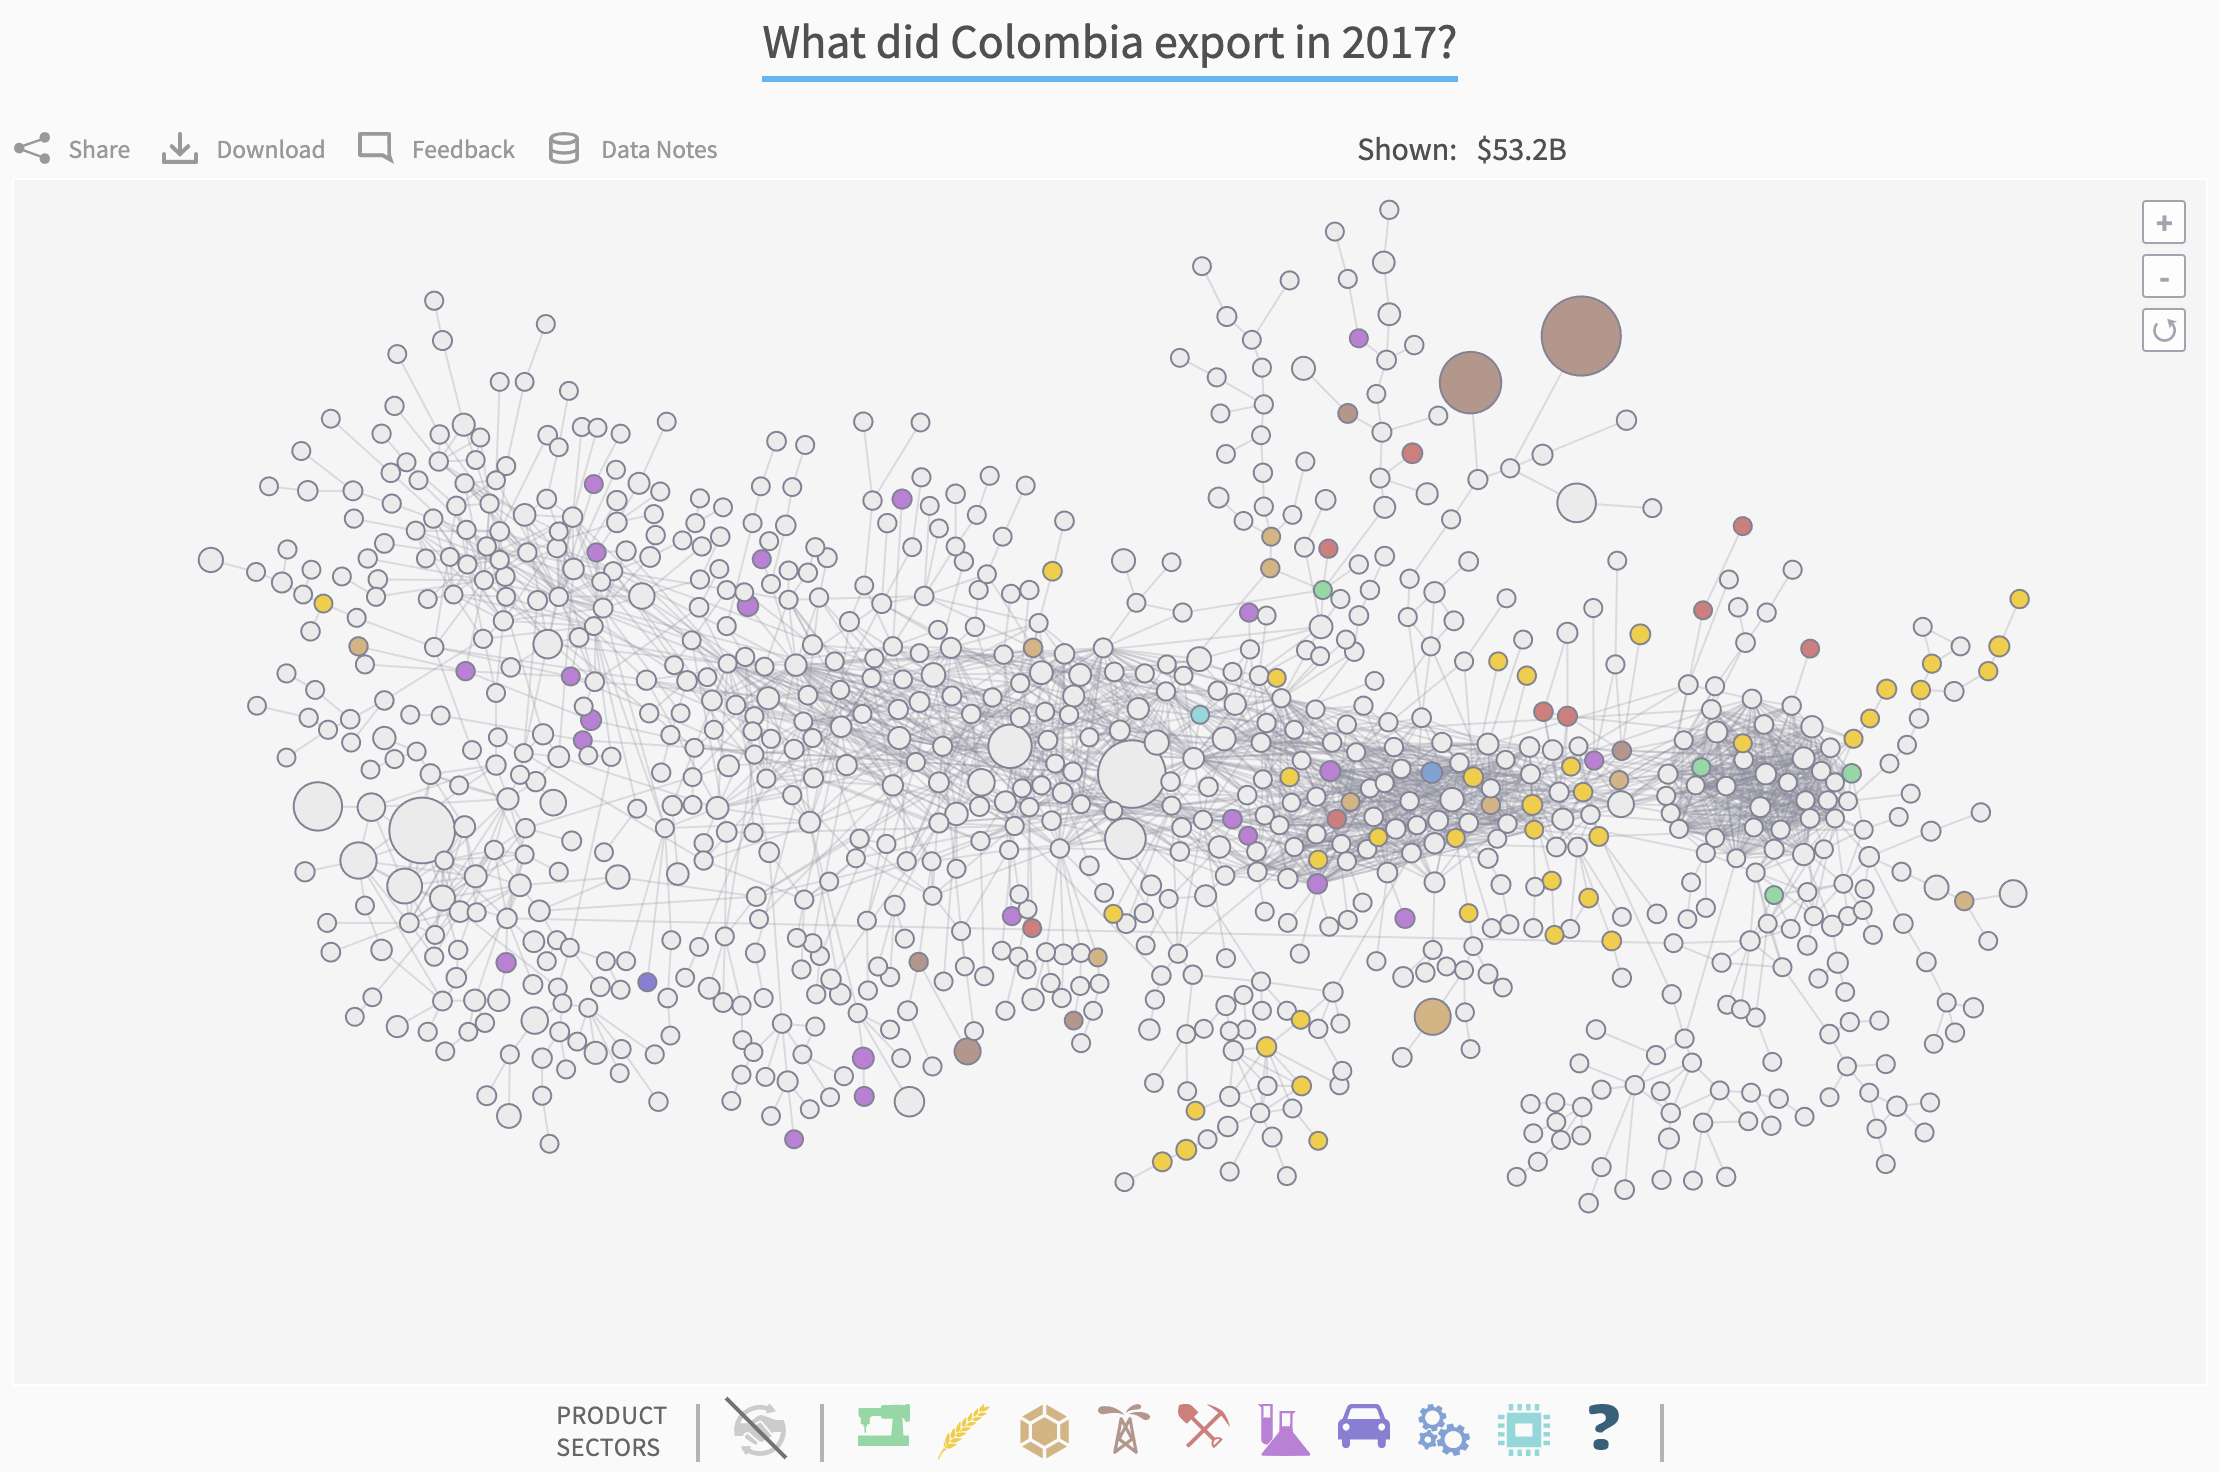 What did Colombia export in 2017?
Share
Download
Feedback
Data Notes
Shown: $53.2B
+
-
PRODUCT
SECTORS
?